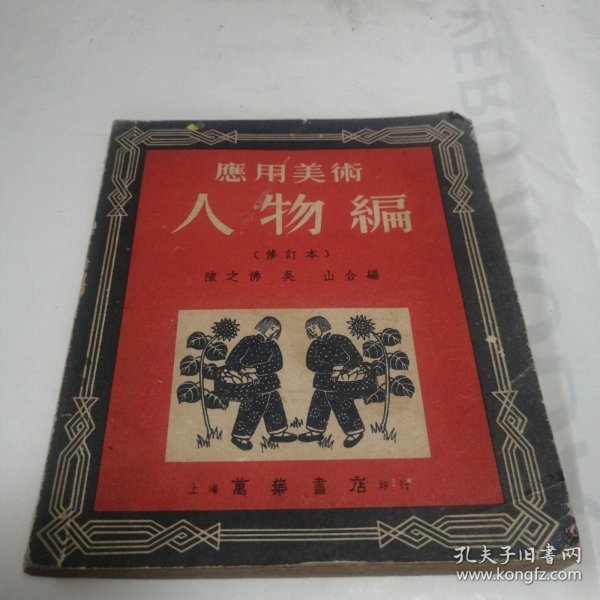 應用美術
人物編
(修訂本)
陳之佛 吳 山合編
上海 萬葉書店 印行
孔夫子旧书网
www.kongfz.com